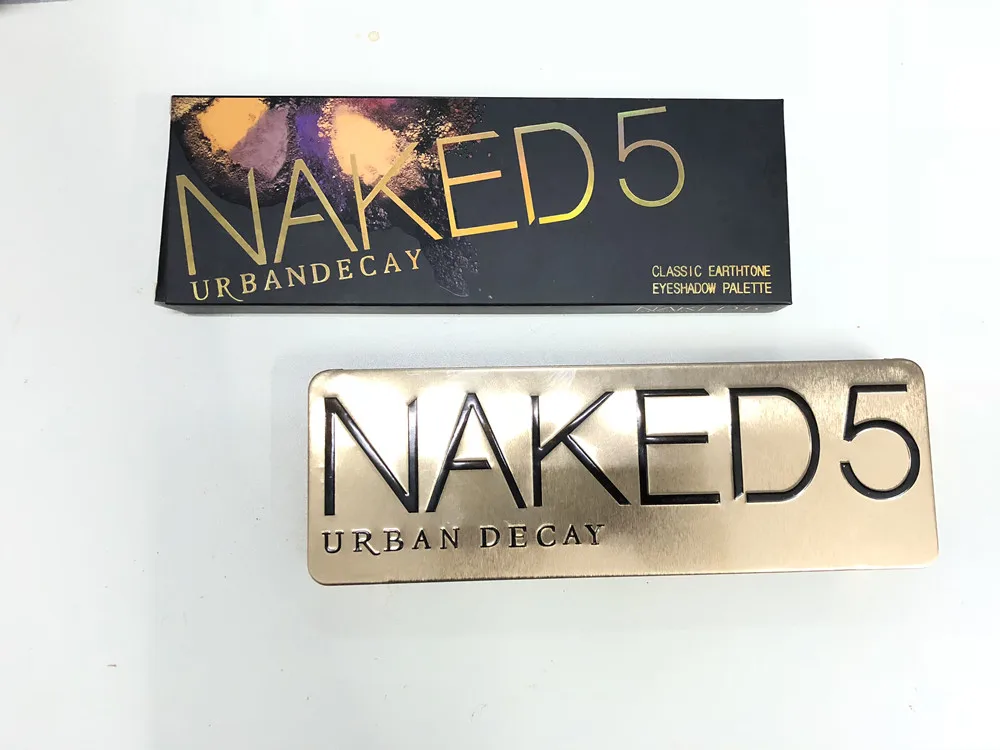 NAKED5
URBANDECAY
CLASSIC EARTHTONE
EYESHADOW PALETTE
NAKED5
URBAN DECAY